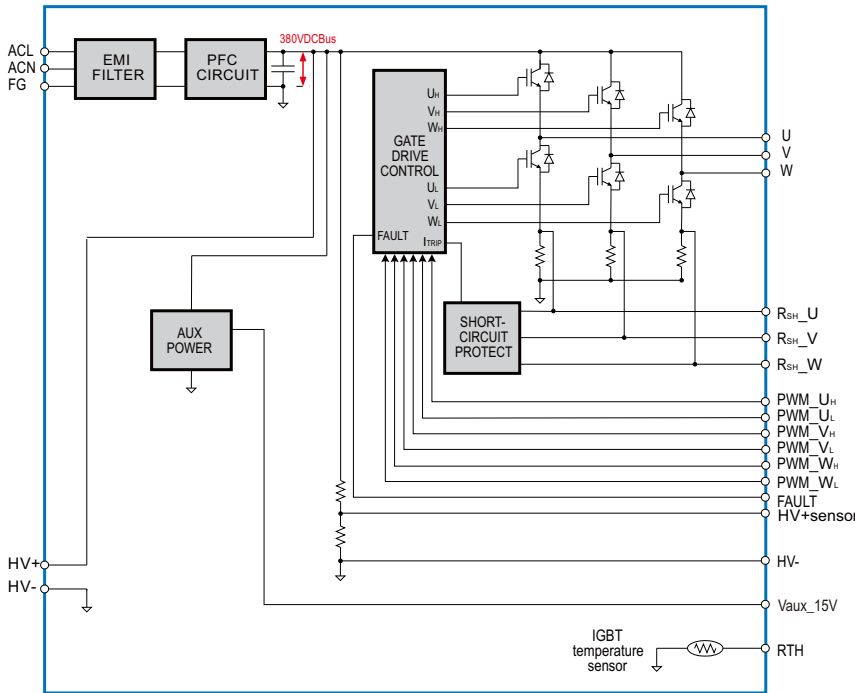 380VDCBus
ACL
ACN
FG
EMI
FILTER
PFC
CIRCUIT
UH
VH
WH
GATE
DRIVE
CONTROL
UL
VL
WL
FAULT
ITRIP
U
V
W
AUX
POWER
SHORT-
CIRCUIT
PROTECT
RSH_U
RSH_V
RSH_W
PWM_UH
PWM_UL
PWM_VH
PWM_VL
PWM_WH
PWM_WL
FAULT
HV+sensor
HV+
HV-
HV-
Vaux_15V
IGBT
temperature
sensor
RTH